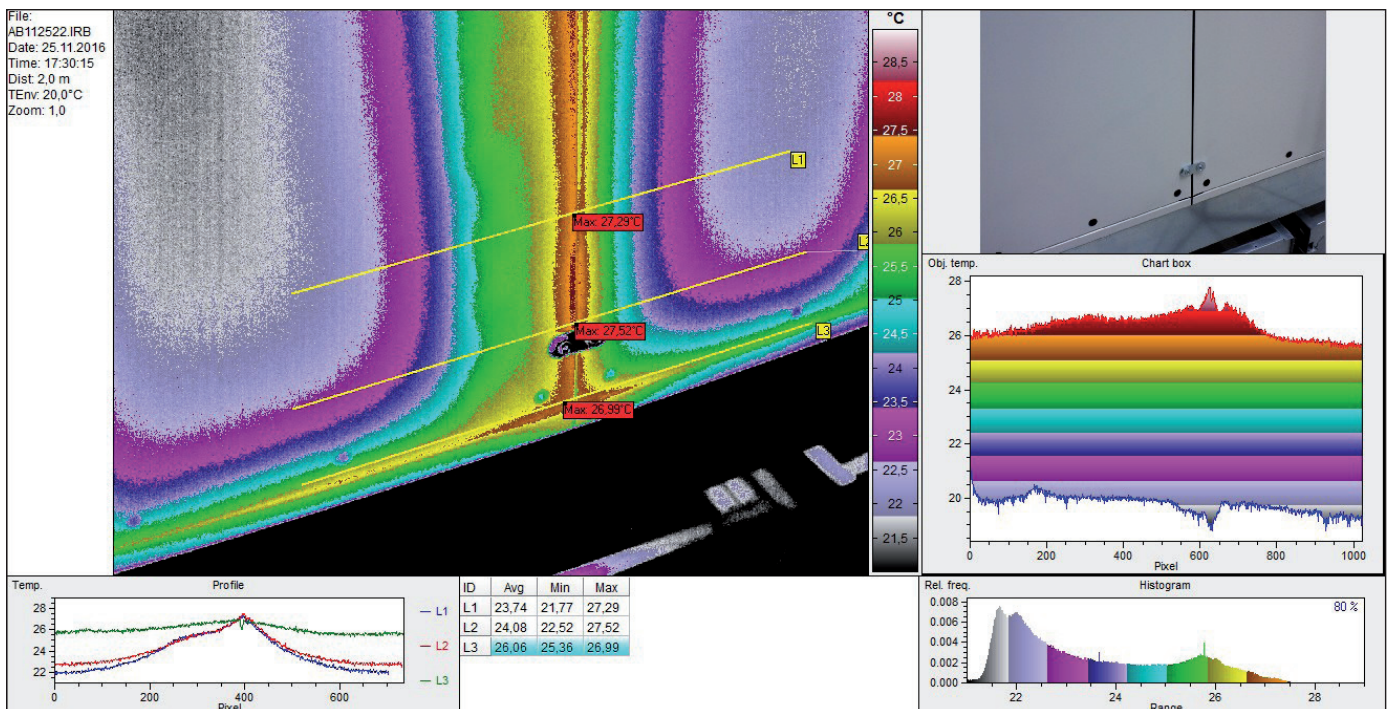 File:
AB112522.IRB
Date: 25.11.2016
Time: 17:30:15
Dist: 2,0 m
TEnv: 20,0°C
Zoom: 1,0
L1
Max: 27,29°C
L2
Max: 27,52°C
L3
Max: 26,99°C
°C
28,5
28
27,5
27
26,5
26
25,5
25
24,5
24
23,5
23
22,5
22
21,5
Obj. temp. Chart box
28
26
24
22
20
0 200 400 600 800 1000
Pixel
Temp. Profile
28
26
24
22
0 200 400 600
Pixel
L1
L2
L3
ID Avg Min Max
L1 23,74 21,77 27,29
L2 24,08 22,52 27,52
L3 26,06 25,36 26,99
Rel. freq. Histogram
80 %
0.008
0.006
0.004
0.002
0.000
22 24 26 28
Range